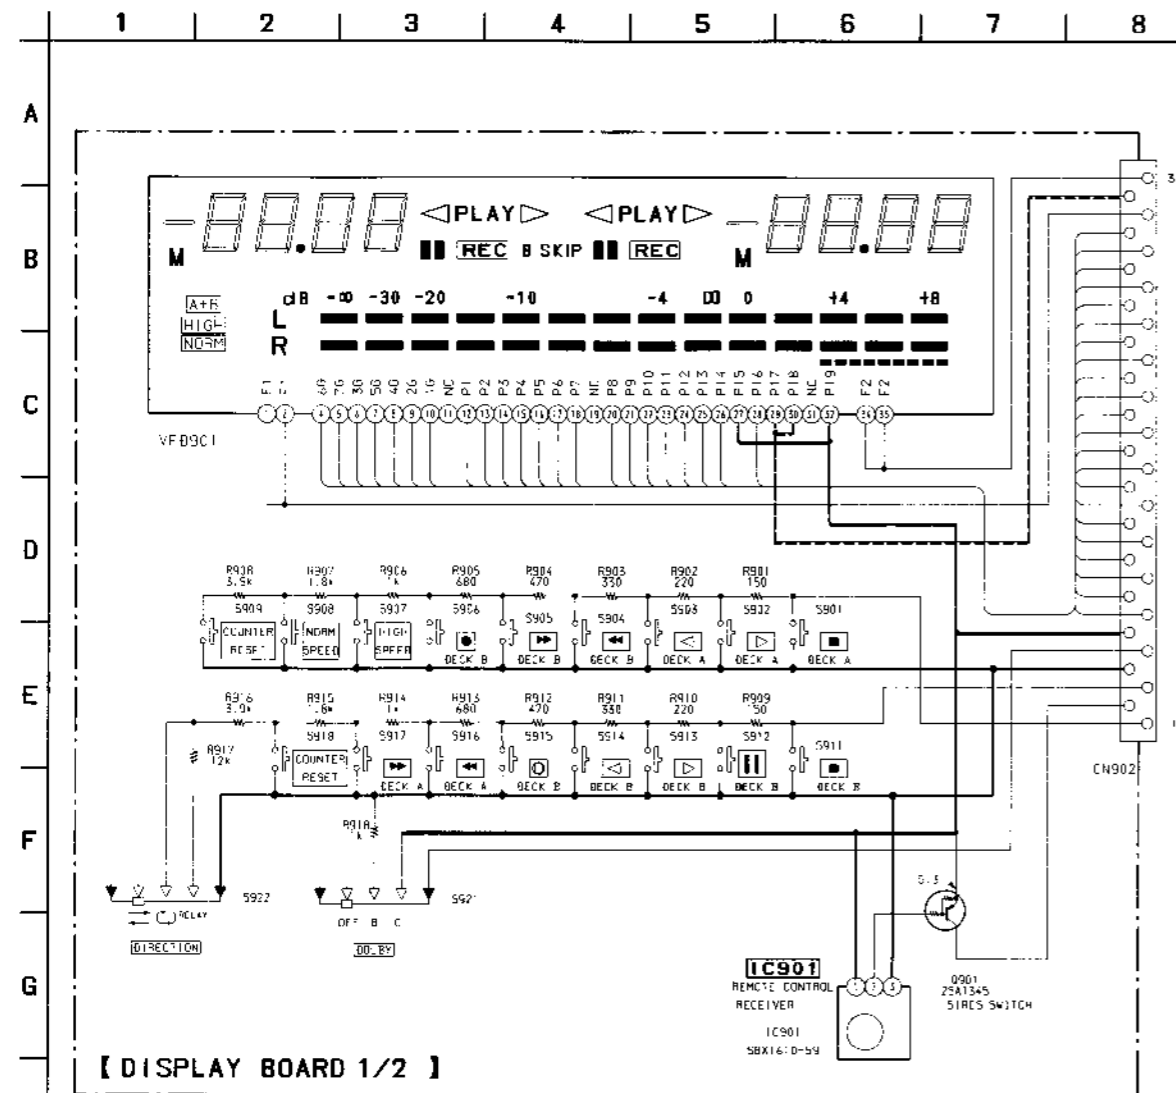 1 2 3 4 5 6 7 8
A
B
C
D
E
F
G
◁PLAY▷ ◁PLAY▷
M REC B SKIP REC M
A+B
HIGH
NORM
dB -∞ -30 -20 -10 -4 0 +4 +8
L
R
F1 6G 7G 3G 5G 4G 2G 1G NC P1 P2 P3 P4 P5 P6 P7 NC P8 P9 P10 P11 P12 P13 P14 P15 P16 P17 P18 NC P19 F2 F2
VFD901
R908 R907 R906 R905 R904 R903 R902 R901
3.9k 1.8k 1k 680 470 330 220 150
S909 S908 S907 S906 S905 S904 S903 S902 S901
COUNTER RESET
NORM SPEED
HIGH SPEED
DECK B DECK B DECK B DECK A DECK A DECK A
R916 R915 R914 R913 R912 R911 R910 R909
3.9k 1.8k 1k 680 470 330 220 150
S918 S917 S916 S915 S914 S913 S912 S911
R917
12k
COUNTER RESET
DECK A DECK A DECK B DECK B DECK B DECK B DECK B
CN902
R918
1k
S922
S921
RELAY
OFF B C
DIRECTION
DOLBY
IC901
REMOTE CONTROL
RECEIVER
IC901
Q901
2SA1345
SIRCS SWITCH
[ DISPLAY BOARD 1/2 ]